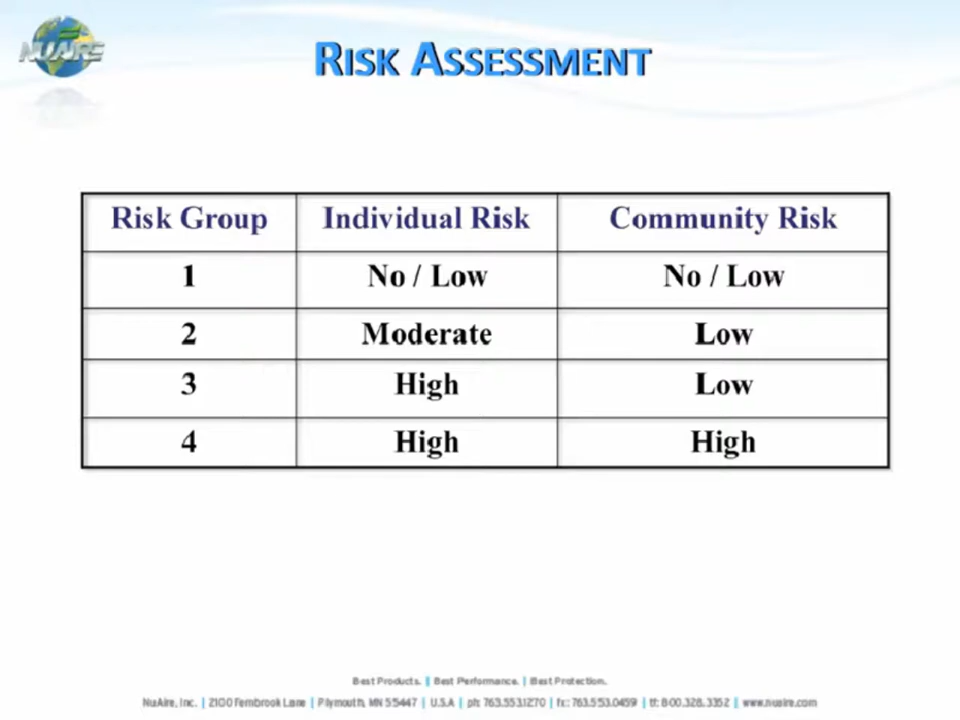 NUAIRE
RISK ASSESSMENT
Risk Group Individual Risk Community Risk
1 No / Low No / Low
2 Moderate Low
3 High Low
4 High High
Best Products. || Best Performance. | Best Protection.
NuAire, Inc. | 2100 Fernbrook Lane | Plymouth, MN 55447 | U.S.A | ph: 763.553.1270 | fx: 763.553.0459 | tf: 800.328.3352 || www.nuaire.com